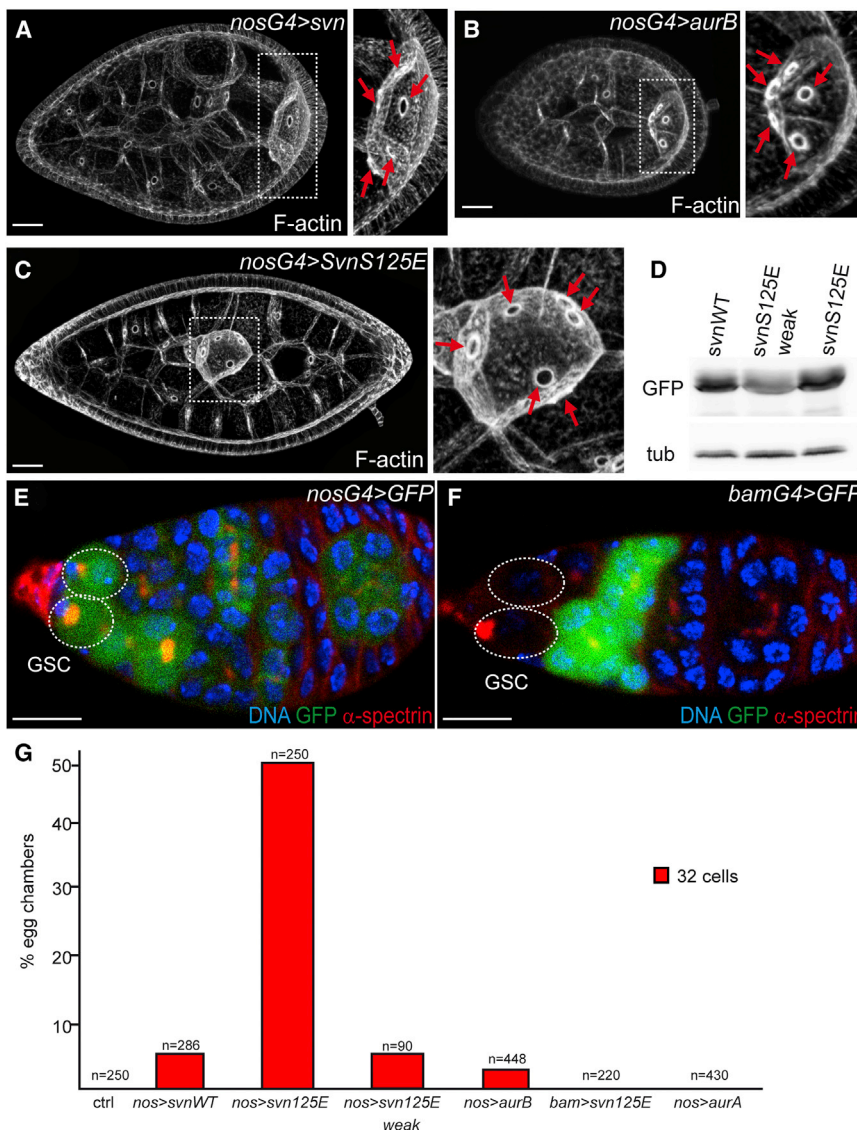 A
nosG4>svn
F-actin
B
nosG4>aurB
F-actin
C
nosG4>SvnS125E
F-actin
D
svnWT
svnS125E
weak
svnS125E
GFP
tub
E
nosG4>GFP
GSC
DNA GFP α-spectrin
F
bamG4>GFP
GSC
DNA GFP α-spectrin
G
% egg chambers
50
40
30
20
10
n=250
n=286
n=250
n=90
n=448
n=220
n=430
32 cells
ctrl
nos>svnWT
nos>svn125E
nos>svn125E
weak
nos>aurB
bam>svn125E
nos>aurA